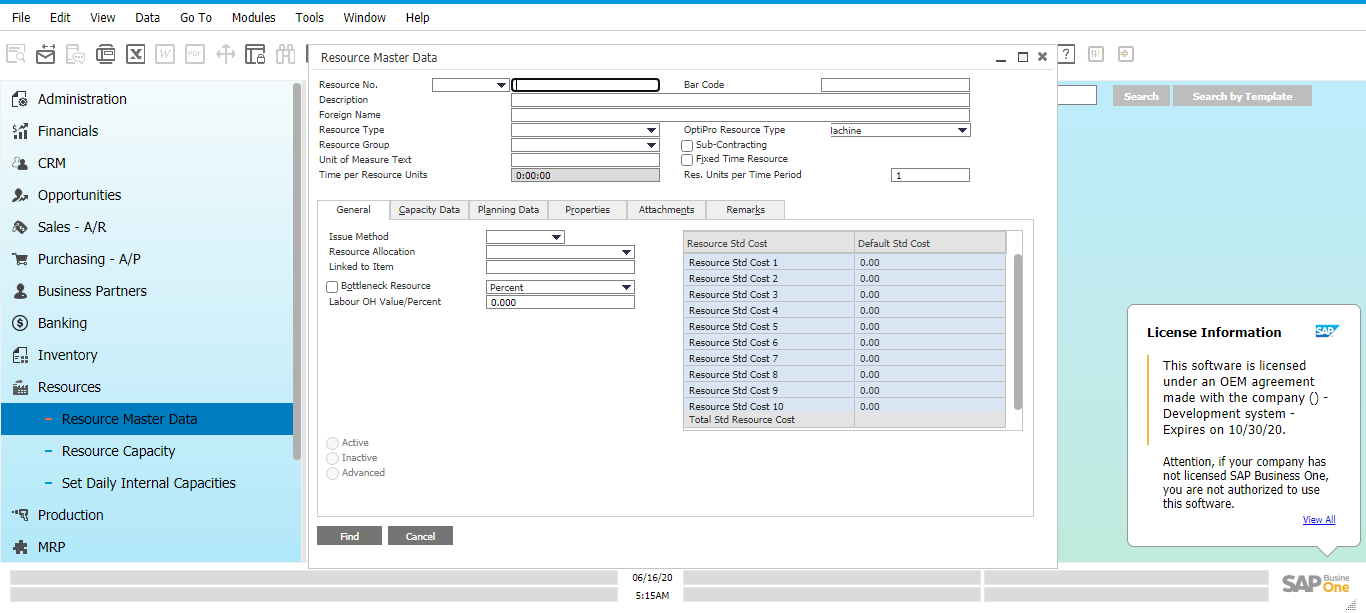 File Edit View Data Go To Modules Tools Window Help
W PDF ?
Administration
Financials
CRM
Opportunities
Sales - A/R
Purchasing - A/P
Business Partners
Banking
Inventory
Resources
Resource Master Data
Resource Capacity
Set Daily Internal Capacities
Production
MRP
Resource Master Data
Resource No. Bar Code
Description
Foreign Name
Resource Type OptiPro Resource Type Machine
Resource Group Sub-Contracting
Unit of Measure Text Fixed Time Resource
Time per Resource Units 0:00:00 Res. Units per Time Period 1
General Capacity Data Planning Data Properties Attachments Remarks
Issue Method
Resource Allocation
Linked to Item
Bottleneck Resource Percent
Labour OH Value/Percent 0.000
Resource Std Cost Default Std Cost
Resource Std Cost 1 0.00
Resource Std Cost 2 0.00
Resource Std Cost 3 0.00
Resource Std Cost 4 0.00
Resource Std Cost 5 0.00
Resource Std Cost 6 0.00
Resource Std Cost 7 0.00
Resource Std Cost 8 0.00
Resource Std Cost 9 0.00
Resource Std Cost 10 0.00
Total Std Resource Cost
Active
Inactive
Advanced
Find Cancel
Search Search by Template
License Information SAP
This software is licensed
under an OEM agreement
made with the company () -
Development system -
Expires on 10/30/20.
Attention, if your company has
not licensed SAP Business One,
you are not authorized to use
this software.
View All
06/16/20
5:15AM
SAP Busine
One